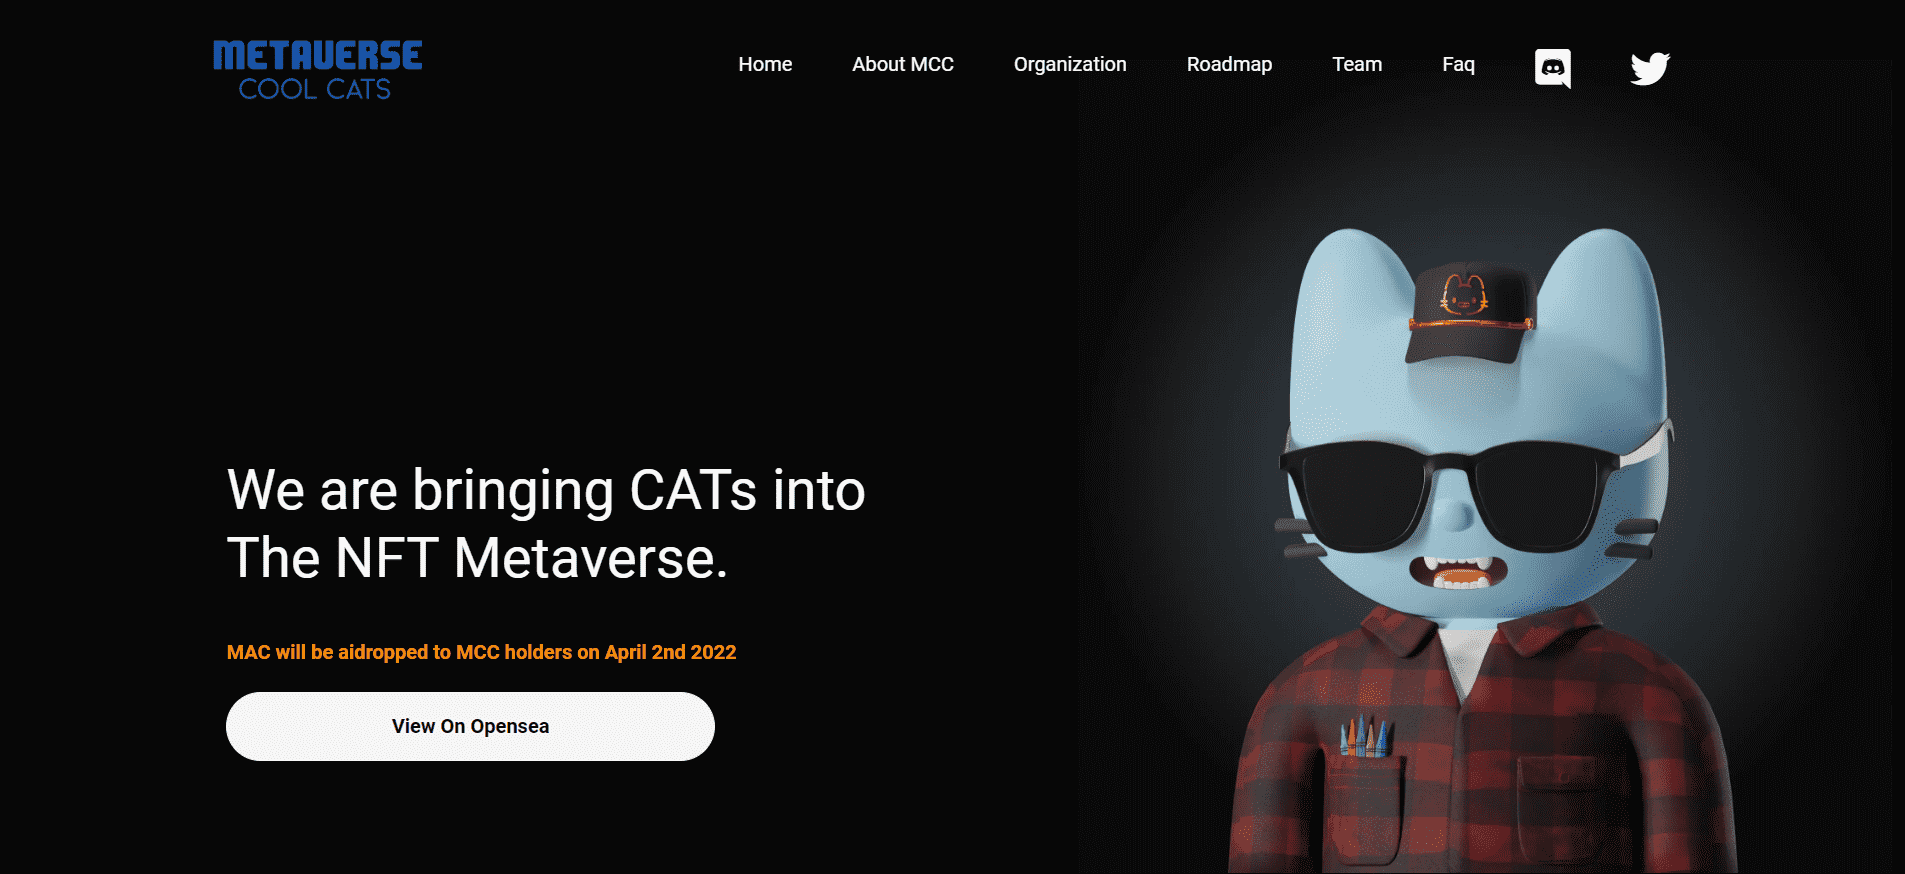 METAVERSE
COOL CATS
Home About MCC Organization Roadmap Team Faq
We are bringing CATs into
The NFT Metaverse.
MAC will be aidropped to MCC holders on April 2nd 2022
View On Opensea